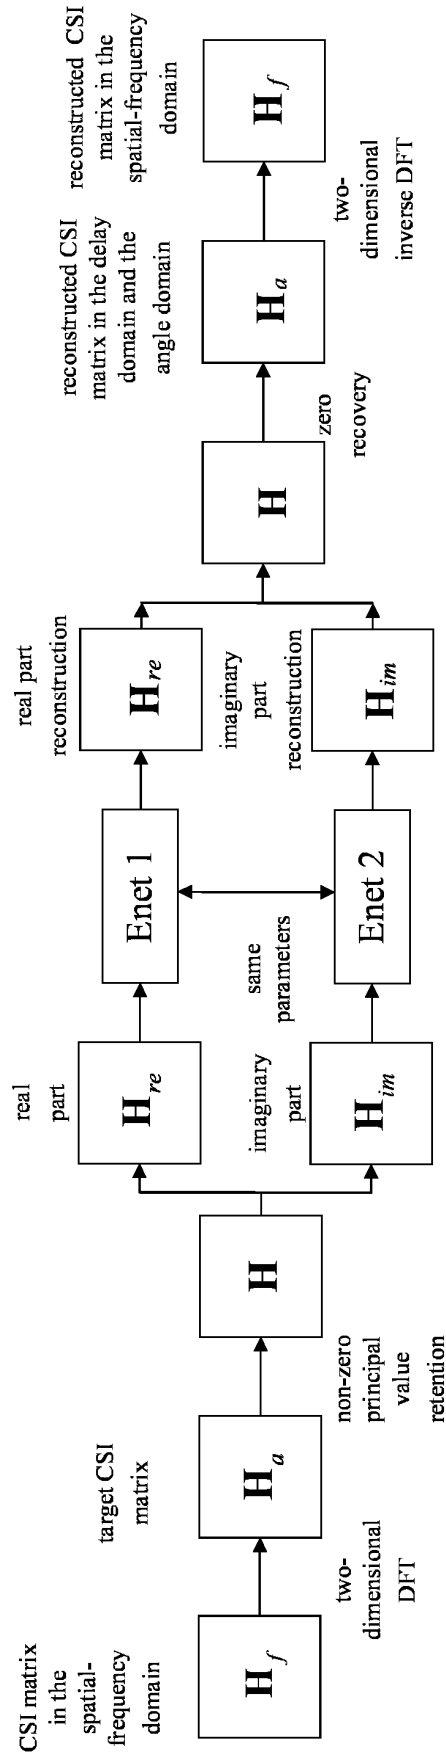 CSI matrix
in the
spatial-
frequency
domain
H_f
two-
dimensional
DFT
target CSI
matrix
H_a
non-zero
principal
value
retention
H
real
part
H_re
imaginary
part
H_im
Enet 1
same
parameters
Enet 2
real part
reconstruction
H_re
imaginary
part
reconstruction
H_im
H
zero
recovery
reconstructed CSI
matrix in the delay
domain and the
angle domain
H_a
two-
dimensional
inverse DFT
reconstructed CSI
matrix in the
spatial-frequency
domain
H_f